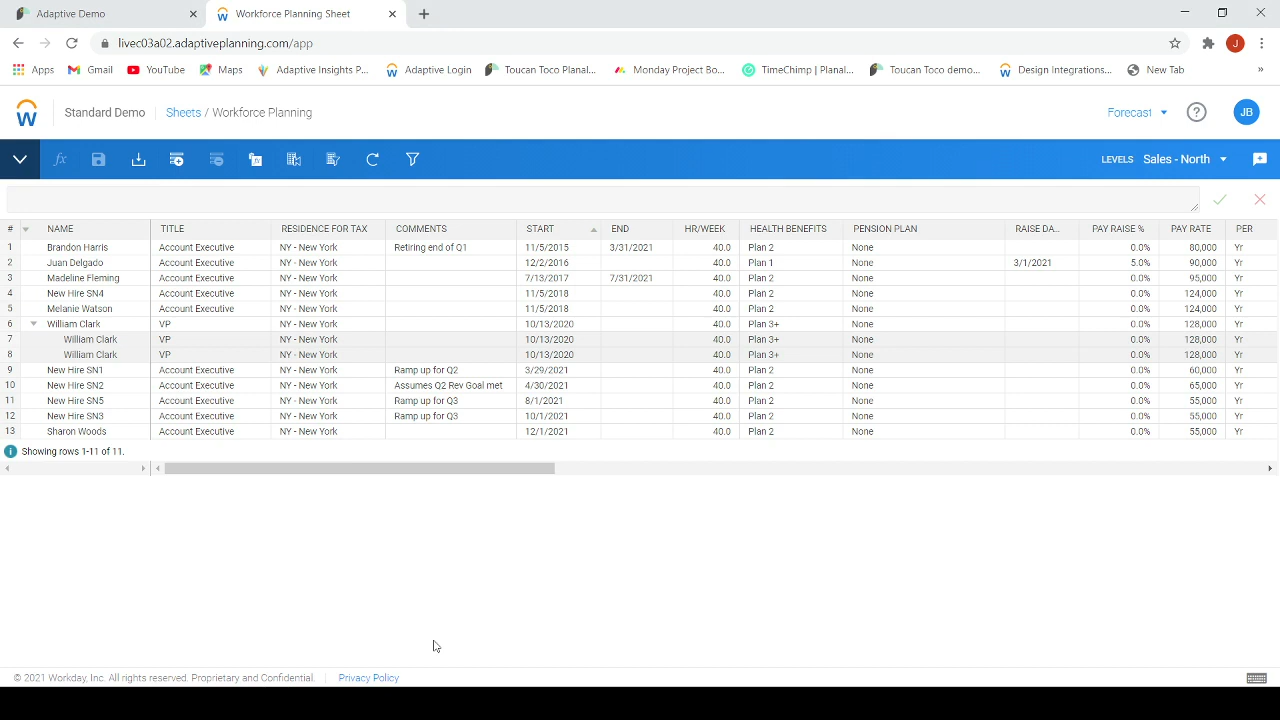 Adaptive Demo Workforce Planning Sheet
livec03a02.adaptiveplanning.com/app J
Apps Gmail YouTube Maps Adaptive Insights P... Adaptive Login Toucan Toco Planal... Monday Project Bo... TimeChimp | Planal... Toucan Toco demo... Design Integrations... New Tab »
Standard Demo Sheets / Workforce Planning Forecast ? JB
fx LEVELS Sales - North
# NAME TITLE RESIDENCE FOR TAX COMMENTS START END HR/WEEK HEALTH BENEFITS PENSION PLAN RAISE DA... PAY RAISE % PAY RATE PER
1 Brandon Harris Account Executive NY - New York Retiring end of Q1 11/5/2015 3/31/2021 40.0 Plan 2 None 0.0% 80,000 Yr
2 Juan Delgado Account Executive NY - New York 12/2/2016 40.0 Plan 1 None 3/1/2021 5.0% 90,000 Yr
3 Madeline Fleming Account Executive NY - New York 7/13/2017 7/31/2021 40.0 Plan 2 None 0.0% 95,000 Yr
4 New Hire SN4 Account Executive NY - New York 11/5/2018 40.0 Plan 2 None 0.0% 124,000 Yr
5 Melanie Watson Account Executive NY - New York 11/5/2018 40.0 Plan 2 None 0.0% 124,000 Yr
6 William Clark VP NY - New York 10/13/2020 40.0 Plan 3+ None 0.0% 128,000 Yr
7 William Clark VP NY - New York 10/13/2020 40.0 Plan 3+ None 0.0% 128,000 Yr
8 William Clark VP NY - New York 10/13/2020 40.0 Plan 3+ None 0.0% 128,000 Yr
9 New Hire SN1 Account Executive NY - New York Ramp up for Q2 3/29/2021 40.0 Plan 2 None 0.0% 60,000 Yr
10 New Hire SN2 Account Executive NY - New York Assumes Q2 Rev Goal met 4/30/2021 40.0 Plan 2 None 0.0% 65,000 Yr
11 New Hire SN5 Account Executive NY - New York Ramp up for Q3 8/1/2021 40.0 Plan 2 None 0.0% 55,000 Yr
12 New Hire SN3 Account Executive NY - New York Ramp up for Q3 10/1/2021 40.0 Plan 2 None 0.0% 55,000 Yr
13 Sharon Woods Account Executive NY - New York 12/1/2021 40.0 Plan 2 None 0.0% 55,000 Yr
Showing rows 1-11 of 11.
© 2021 Workday, Inc. All rights reserved. Proprietary and Confidential. Privacy Policy